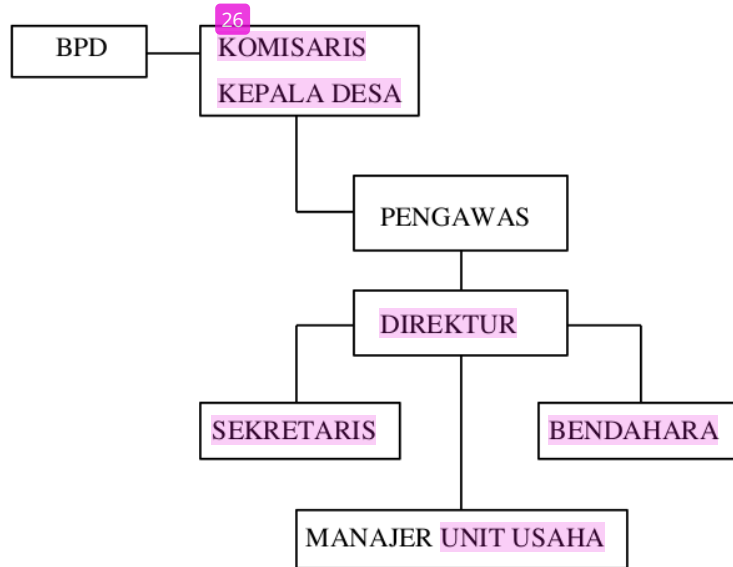 26
BPD
KOMISARIS
KEPALA DESA
PENGAWAS
DIREKTUR
SEKRETARIS
BENDAHARA
MANAJER UNIT USAHA